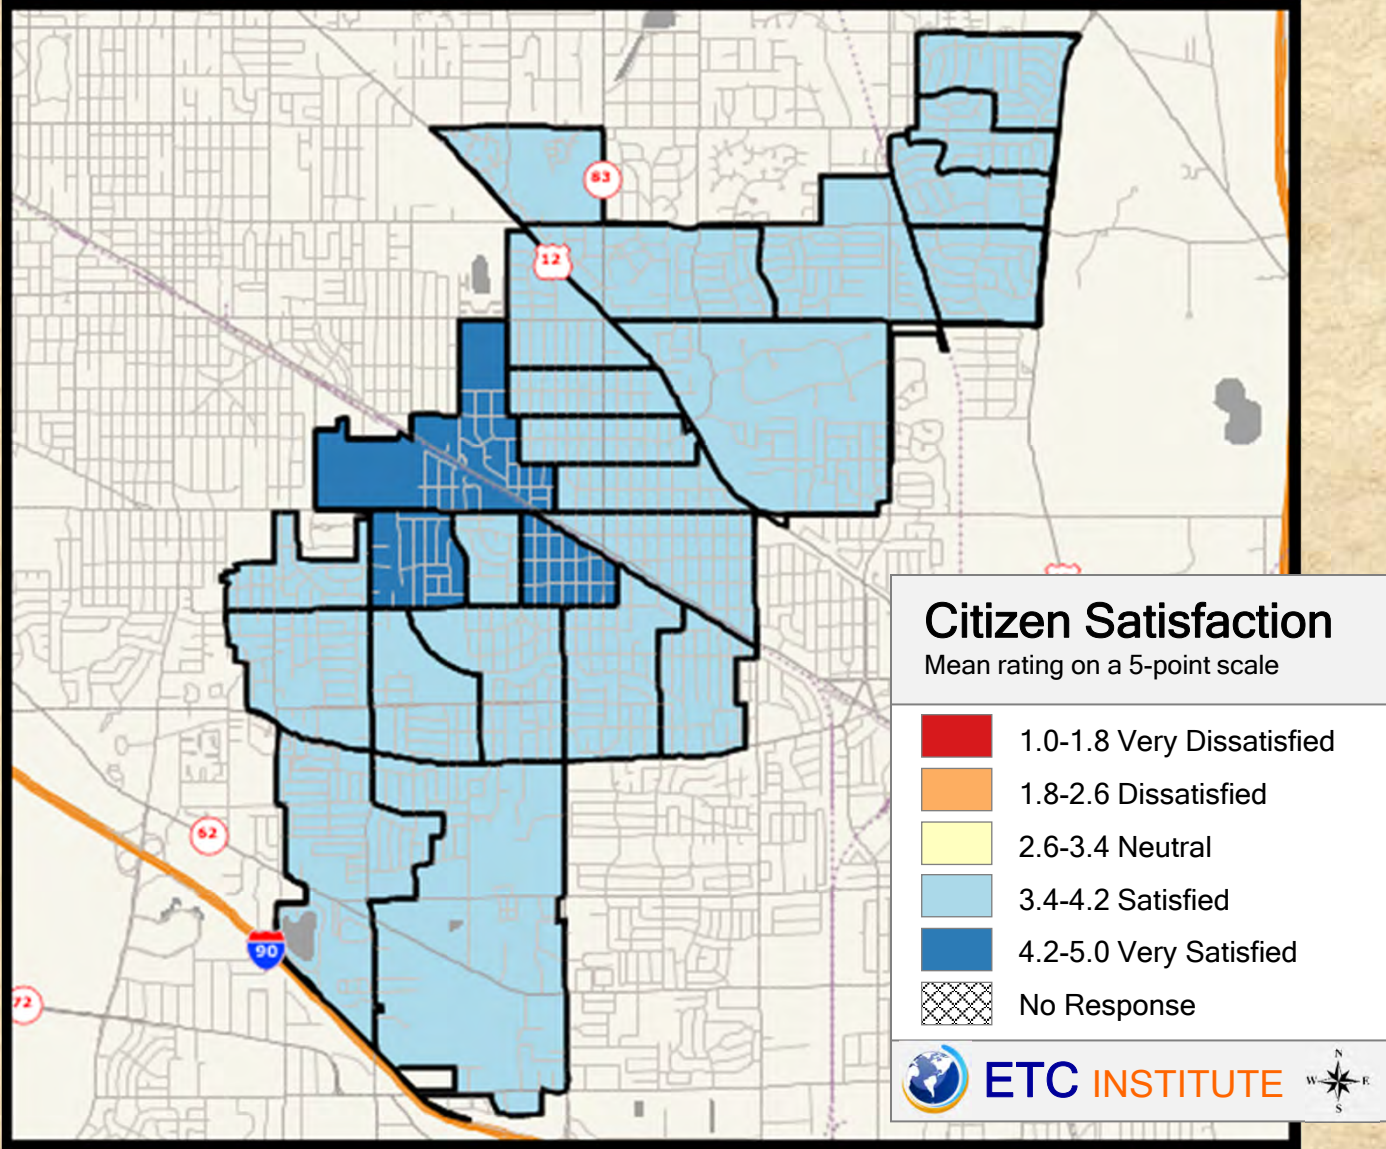 83
12
62
90
72
Citizen Satisfaction
Mean rating on a 5-point scale
1.0-1.8 Very Dissatisfied
1.8-2.6 Dissatisfied
2.6-3.4 Neutral
3.4-4.2 Satisfied
4.2-5.0 Very Satisfied
No Response
ETC INSTITUTE
N
W E
S